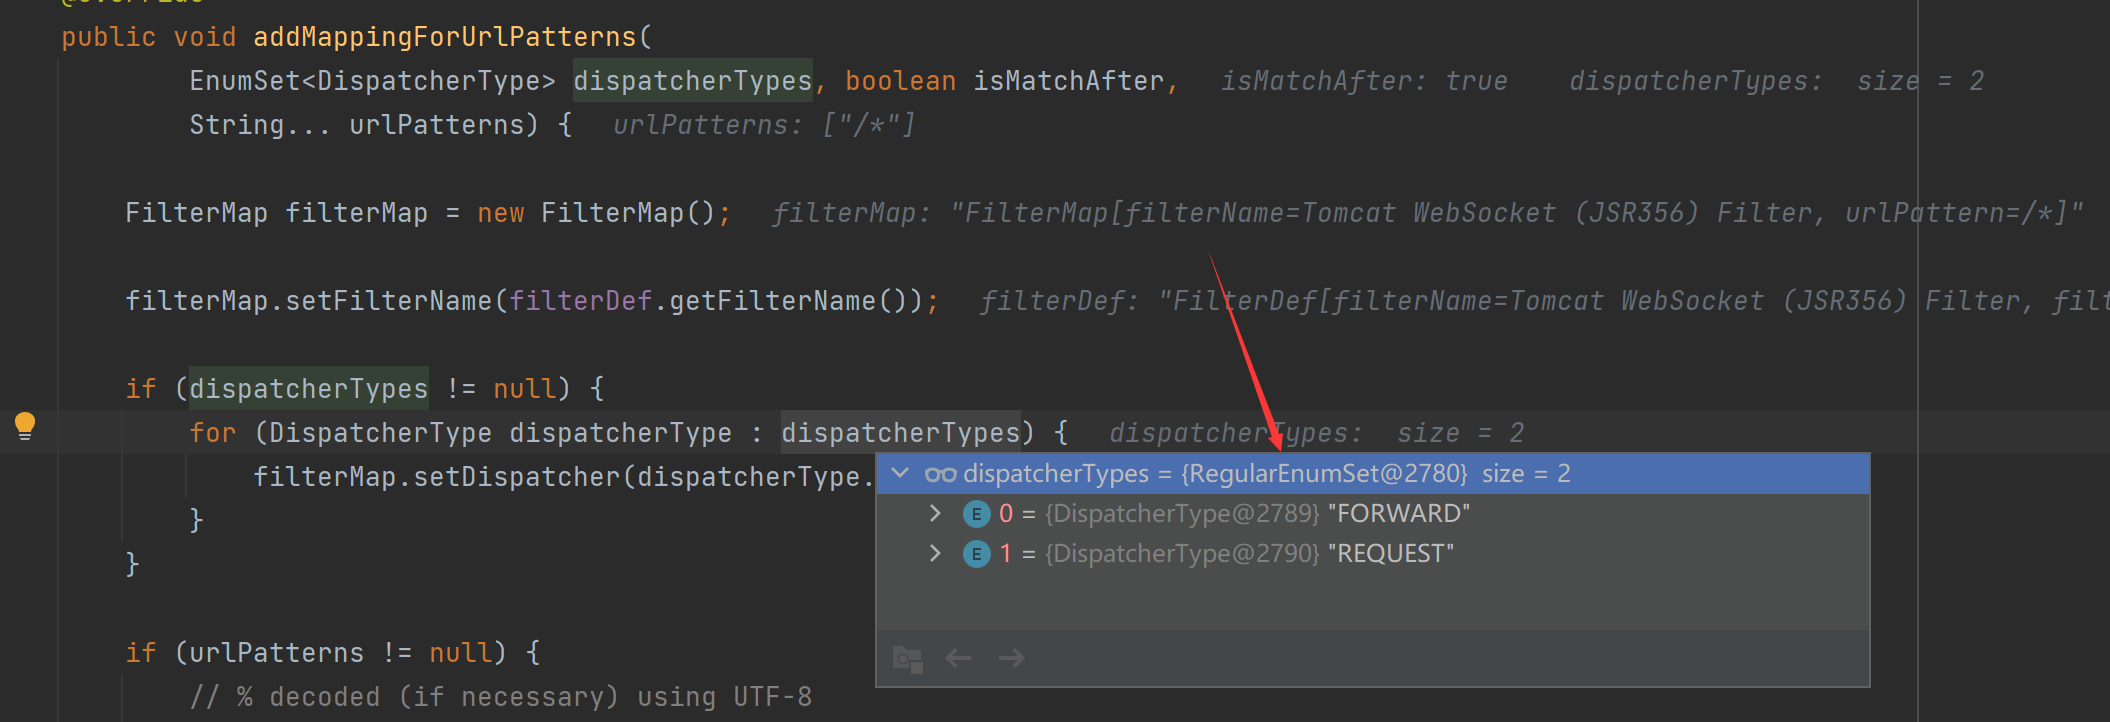 @Override
public void addMappingForUrlPatterns(
EnumSet<DispatcherType> dispatcherTypes, boolean isMatchAfter, isMatchAfter: true dispatcherTypes: size = 2
String... urlPatterns) { urlPatterns: ["/*"]
FilterMap filterMap = new FilterMap(); filterMap: "FilterMap[filterName=Tomcat WebSocket (JSR356) Filter, urlPattern=/*]"
filterMap.setFilterName(filterDef.getFilterName()); filterDef: "FilterDef[filterName=Tomcat WebSocket (JSR356) Filter, filt
if (dispatcherTypes != null) {
for (DispatcherType dispatcherType : dispatcherTypes) { dispatcherTypes: size = 2
filterMap.setDispatcher(dispatcherType.
dispatcherTypes = {RegularEnumSet@2780} size = 2
E 0 = {DispatcherType@2789} "FORWARD"
E 1 = {DispatcherType@2790} "REQUEST"
}
}
if (urlPatterns != null) {
// % decoded (if necessary) using UTF-8